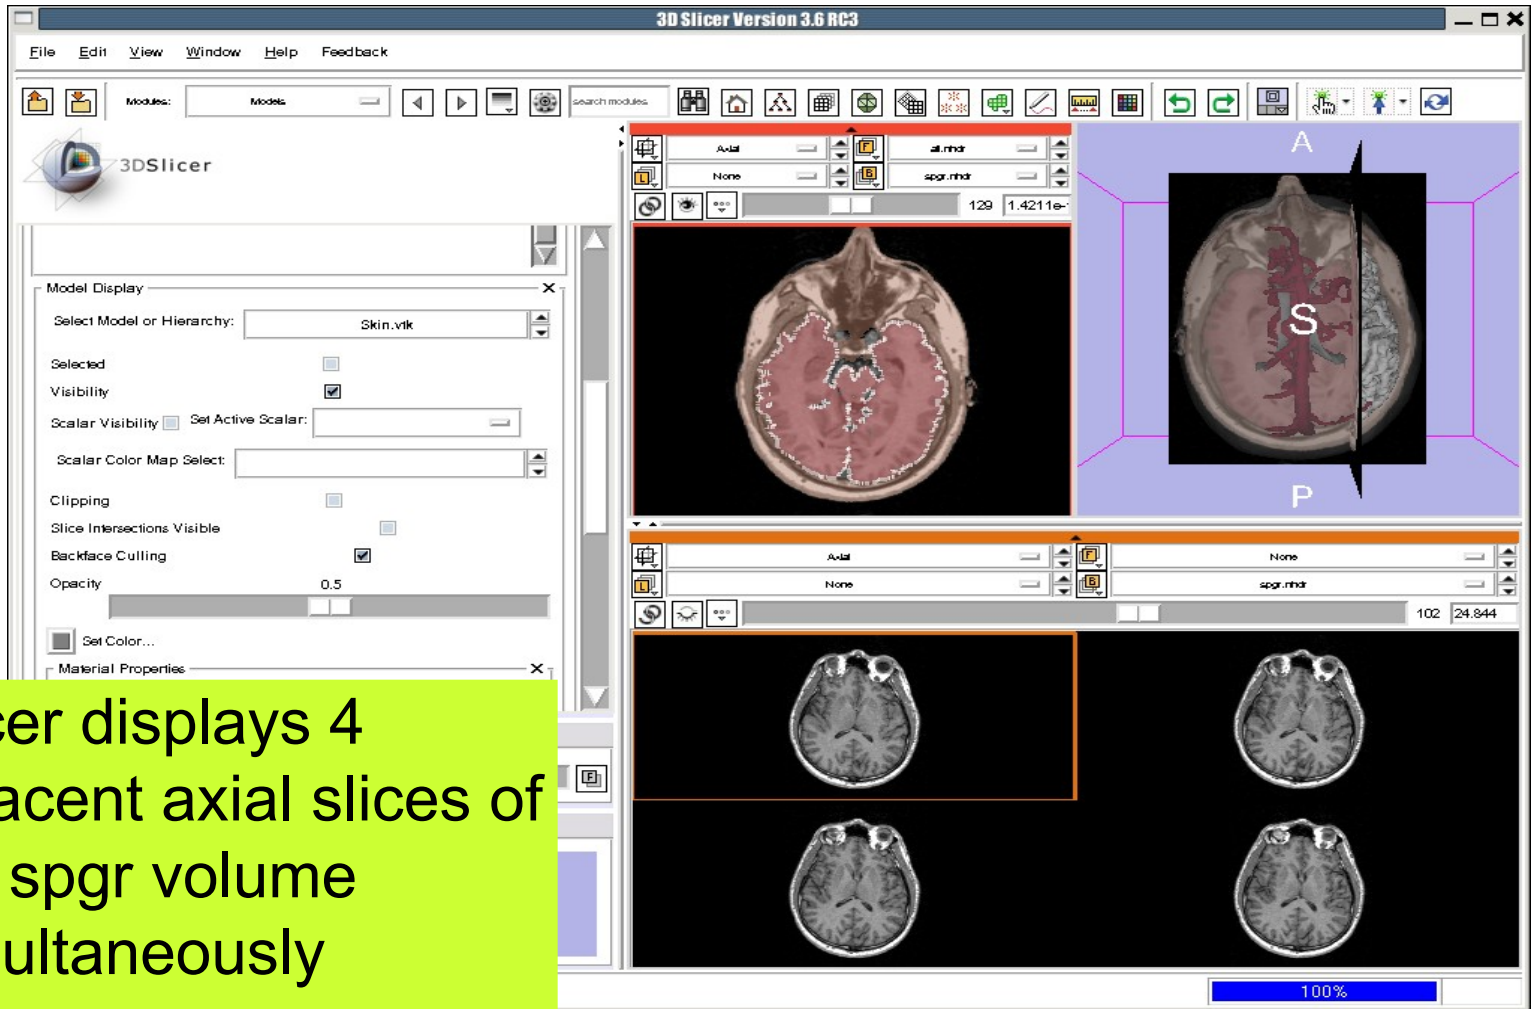 3D Slicer Version 3.6 RC3
File Edit View Window Help Feedback
Modules: Models search modules
3DSlicer
Model Display
Select Model or Hierarchy: Skin.vtk
Selected
Visibility
Scalar Visibility Set Active Scalar:
Scalar Color Map Select:
Clipping
Slice Intersections Visible
Backface Culling
Opacity 0.5
Set Color...
Material Properties
Axial F all.nhdr
L None B spgr.nhdr
129 1.4211e-
A
S
P
Axial F None
L None B spgr.nhdr
102 24.844
F
cer displays 4
acent axial slices of
spgr volume
ultaneously
100%